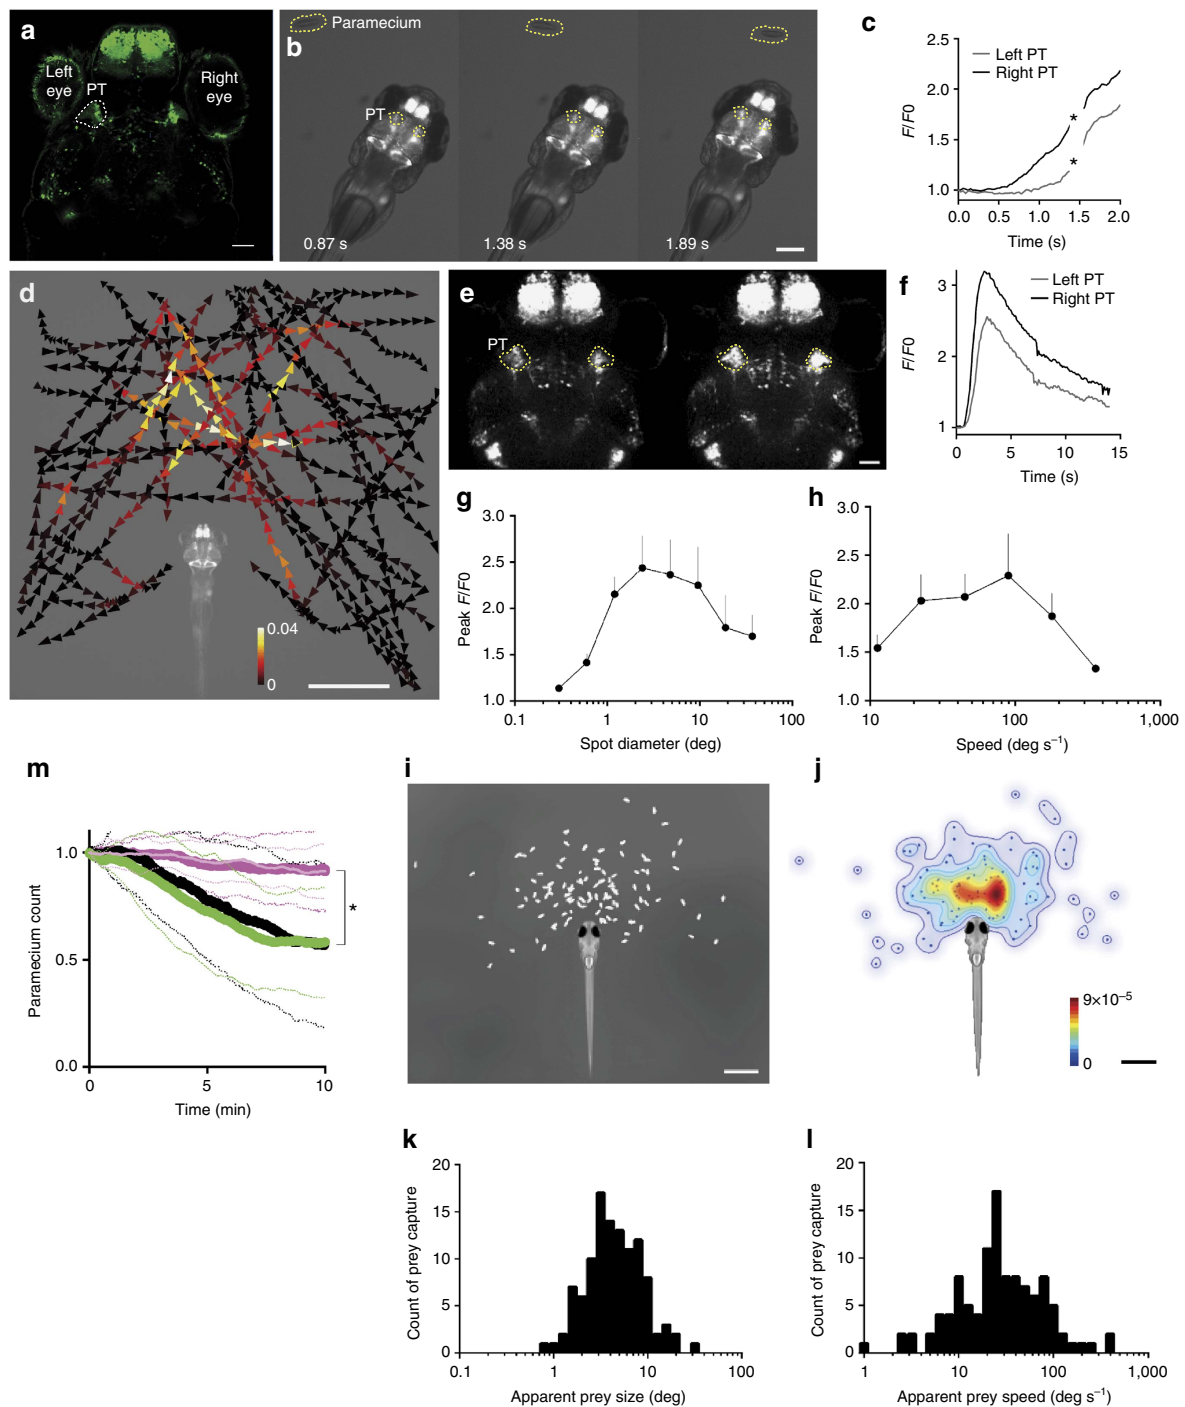 a
Left eye
PT
Right eye
b
Paramecium
PT
0.87 s
1.38 s
1.89 s
c
2.5
2.0
1.5
1.0
F/F0
Left PT
Right PT
*
*
0.0 0.5 1.0 1.5 2.0
Time (s)
d
0.04
0
e
PT
f
3
2
1
F/F0
Left PT
Right PT
0 5 10 15
Time (s)
g
3.0
2.5
2.0
1.5
1.0
Peak F/F0
0.1 1 10 100
Spot diameter (deg)
h
3.0
2.5
2.0
1.5
1.0
Peak F/F0
10 100 1,000
Speed (deg s⁻¹)
m
1.0
0.5
0.0
Paramecium count
*
0 5 10
Time (min)
i
j
9×10⁻⁵
0
k
20
15
10
5
0
Count of prey capture
0.1 1 10 100
Apparent prey size (deg)
l
20
15
10
5
0
Count of prey capture
1 10 100 1,000
Apparent prey speed (deg s⁻¹)